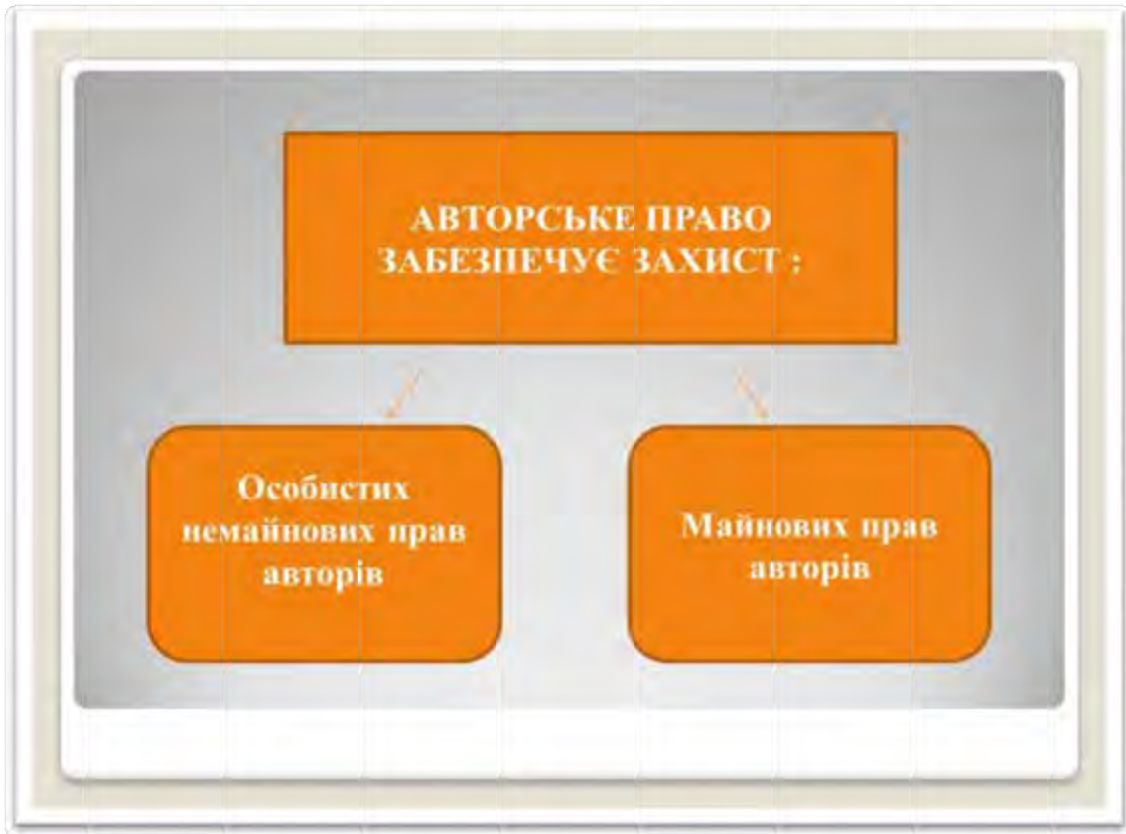 АВТОРСЬКЕ ПРАВО
ЗАБЕЗПЕЧУЄ ЗАХИСТ :
Особистих
немайнових прав
авторів
Майнових прав
авторів